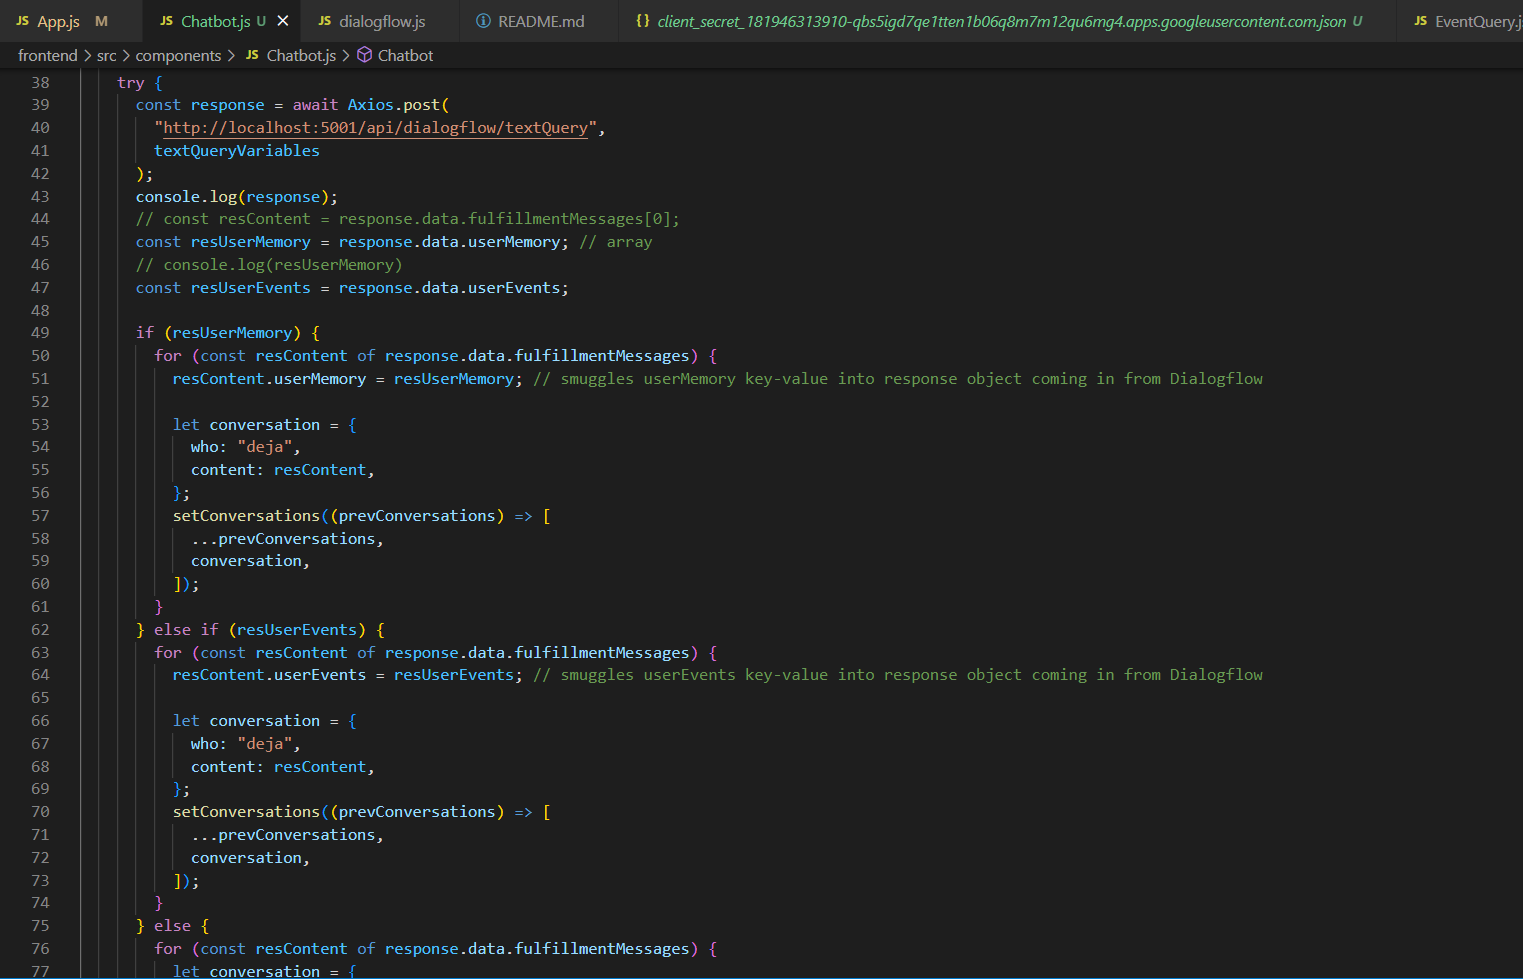 JS App.js M JS Chatbot.js U × JS dialogflow.js README.md {} client_secret_181946313910-qbs5igd7qe1tten1b06q8m7m12qu6mg4.apps.googleusercontent.com.json U JS EventQuery.js
frontend > src > components > JS Chatbot.js > Chatbot
38 try {
39 const response = await Axios.post(
40 "http://localhost:5001/api/dialogflow/textQuery",
41 textQueryVariables
42 );
43 console.log(response);
44 // const resContent = response.data.fulfillmentMessages[0];
45 const resUserMemory = response.data.userMemory; // array
46 // console.log(resUserMemory)
47 const resUserEvents = response.data.userEvents;
48
49 if (resUserMemory) {
50 for (const resContent of response.data.fulfillmentMessages) {
51 resContent.userMemory = resUserMemory; // smuggles userMemory key-value into response object coming in from Dialogflow
52
53 let conversation = {
54 who: "deja",
55 content: resContent,
56 };
57 setConversations((prevConversations) => [
58 ...prevConversations,
59 conversation,
60 ]);
61 }
62 } else if (resUserEvents) {
63 for (const resContent of response.data.fulfillmentMessages) {
64 resContent.userEvents = resUserEvents; // smuggles userEvents key-value into response object coming in from Dialogflow
65
66 let conversation = {
67 who: "deja",
68 content: resContent,
69 };
70 setConversations((prevConversations) => [
71 ...prevConversations,
72 conversation,
73 ]);
74 }
75 } else {
76 for (const resContent of response.data.fulfillmentMessages) {
77 let conversation = {